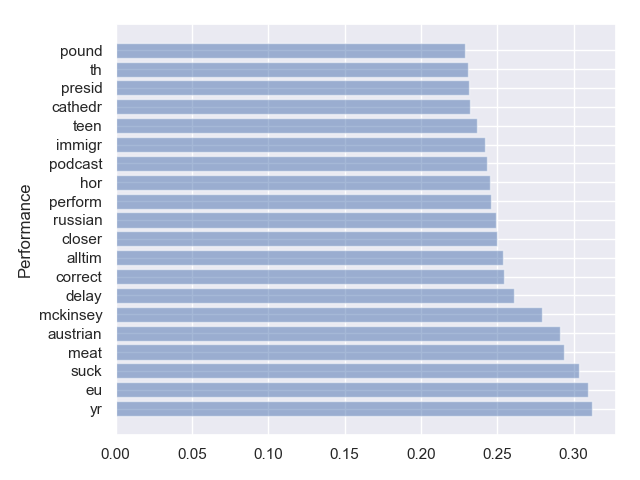 pound
th
presid
cathedr
teen
immigr
podcast
hor
perform
russian
closer
alltim
correct
delay
mckinsey
austrian
meat
suck
eu
yr
Performance
0.00 0.05 0.10 0.15 0.20 0.25 0.30